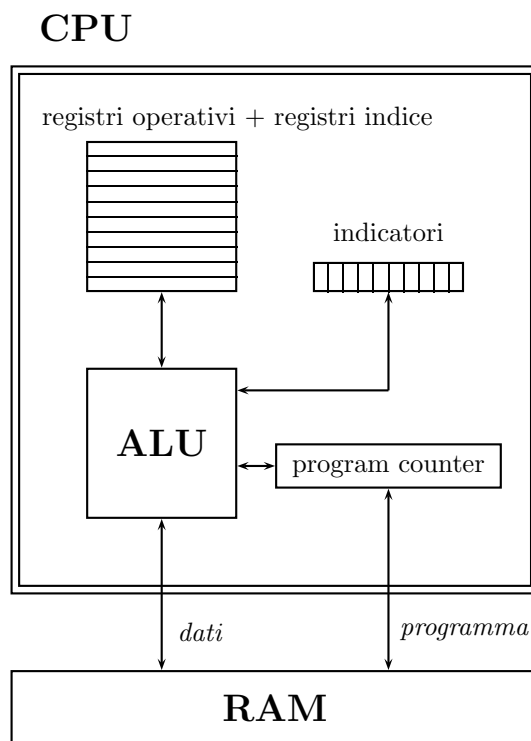 CPU
registri operativi + registri indice
indicatori
ALU
program counter
dati
programma
RAM